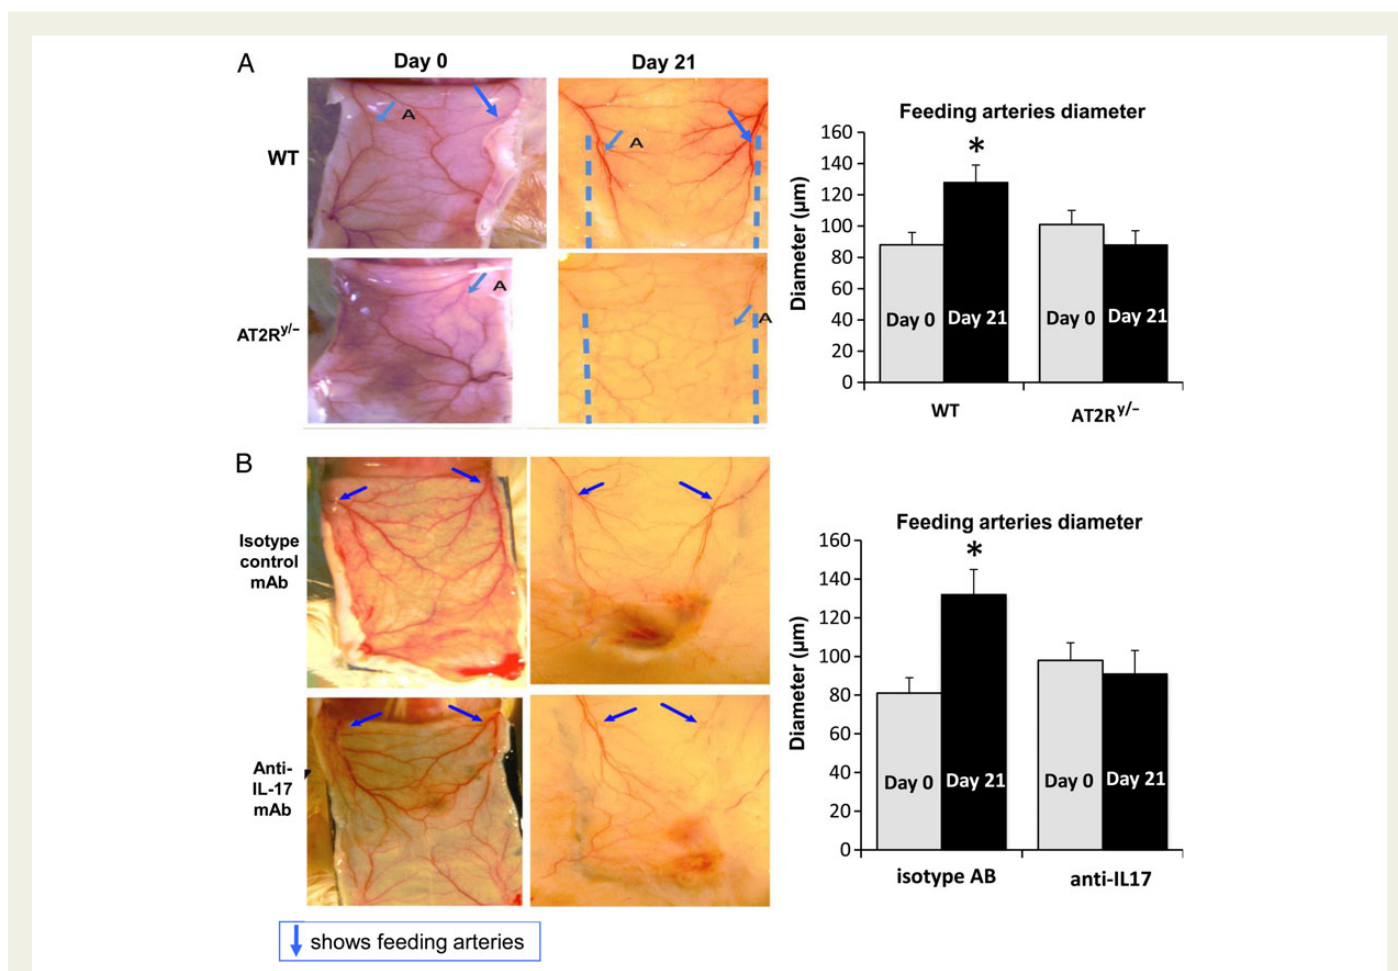 A
Day 0
Day 21
WT
A
A
AT2Ry/–
A
A
Feeding arteries diameter
Diameter (µm)
160
140
120
100
80
60
40
20
0
*
Day 0
Day 21
Day 0
Day 21
WT
AT2Ry/–
B
Isotype
control
mAb
Anti-
IL-17
mAb
Feeding arteries diameter
Diameter (µm)
160
140
120
100
80
60
40
20
0
*
Day 0
Day 21
Day 0
Day 21
isotype AB
anti-IL17
shows feeding arteries